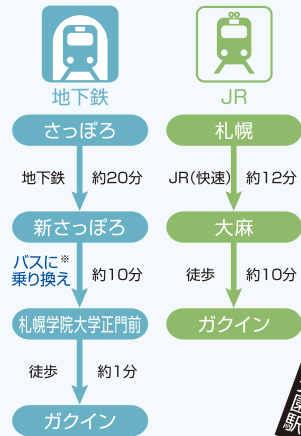 地下鉄
さっぽろ
地下鉄 約20分
新さっぽろ
バスに※
乗り換え 約10分
札幌学院大学正門前
徒歩 約1分
ガクイン
JR
札幌
JR(快速) 約12分
大麻
徒歩 約10分
ガクイン
園駅